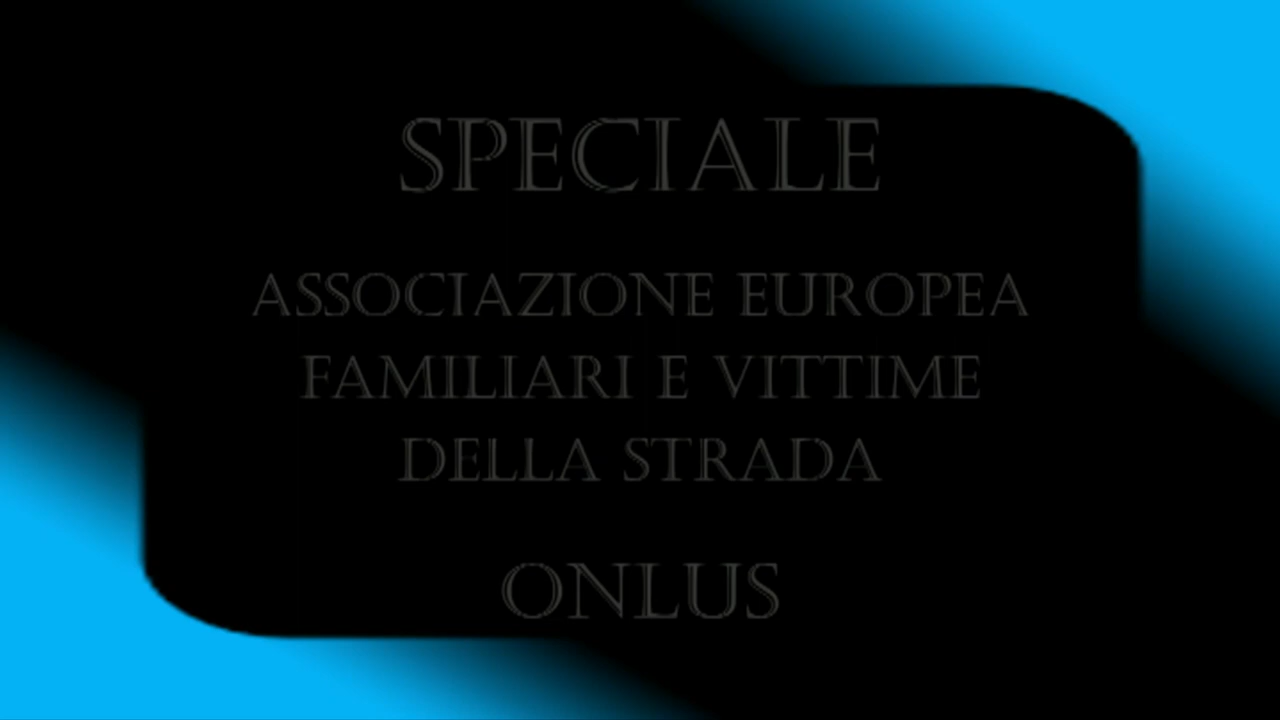 SPECIALE
ASSOCIAZIONE EUROPEA
FAMILIARI E VITTIME
DELLA STRADA
ONLUS